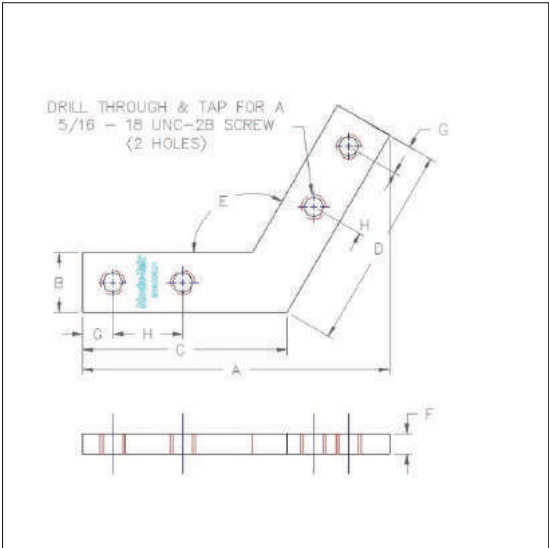 DRILL THROUGH & TAP FOR A
5/16 - 18 UNC-2B SCREW
(2 HOLES)
G
E
H
D
B
G H
C
A
F